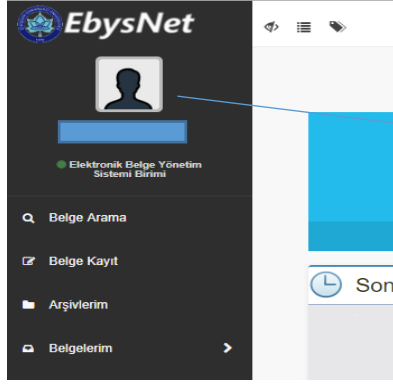 EbysNet
Elektronik Belge Yönetim
Sistemi Birimi
Belge Arama
Belge Kayıt
Arşivlerim
Belgelerim
Son